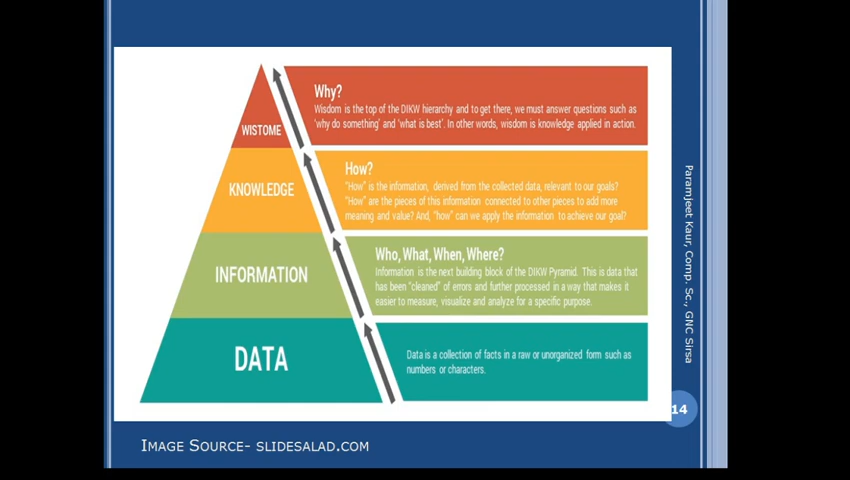 Why?
Wisdom is the top of the DIKW hierarchy and to get there, we must answer questions such as
'why do something' and 'what is best'. In other words, wisdom is knowledge applied in action.
WISTOME
How?
"How" is the information, derived from the collected data, relevant to our goals?
"How" are the pieces of this information connected to other pieces to add more
meaning and value? And, "how" can we apply the information to achieve our goal?
KNOWLEDGE
Who, What, When, Where?
Information is the next building block of the DIKW Pyramid. This is data that
has been "cleaned" of errors and further processed in a way that makes it
easier to measure, visualize and analyze for a specific purpose.
INFORMATION
Data is a collection of facts in a raw or unorganized form such as
numbers or characters.
DATA
Paramjeet Kaur, Comp. Sc., GNC Sirsa
14
IMAGE SOURCE- SLIDESALAD.COM